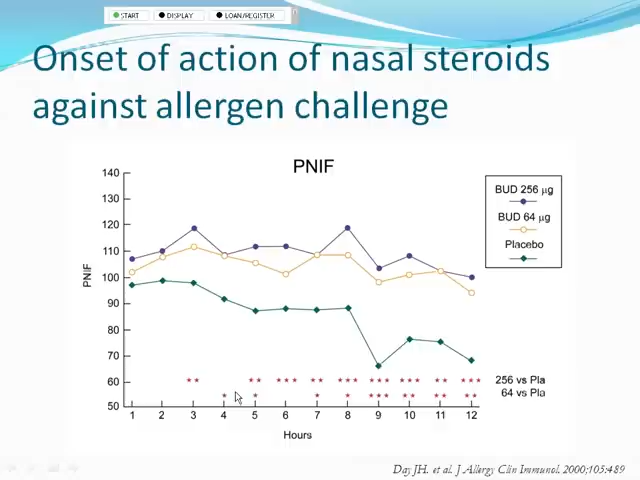 START DISPLAY LOAN/REGISTER
Onset of action of nasal steroids
against allergen challenge
PNIF
BUD 256 µg
BUD 64 µg
Placebo
140
130
120
110
100
90
80
70
60
50
PNIF
** ** *** ** *** *** *** ** *** 256 vs Pla
* * * * *** ** ** ** 64 vs Pla
1 2 3 4 5 6 7 8 9 10 11 12
Hours
Day JH. et al. J Allergy Clin Immunol. 2000;105:489